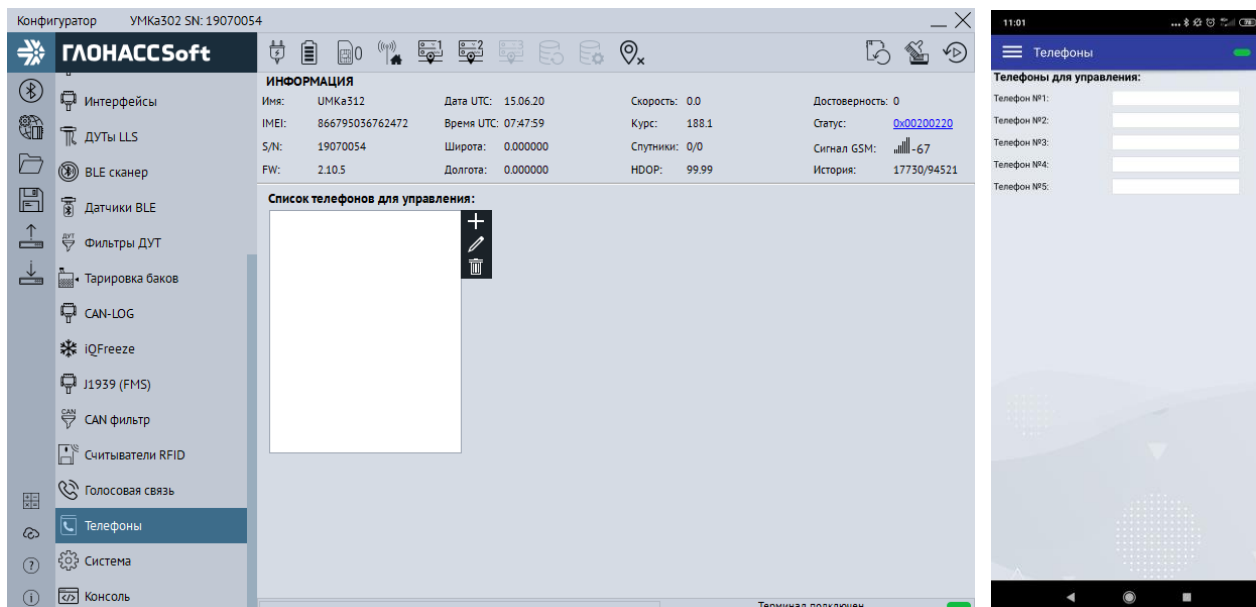 Конфигуратор УМКа302 SN: 19070054
ГЛОНАССSoft
Интерфейсы
ДУТы LLS
BLE сканер
Датчики BLE
Фильтры ДУТ
Тарировка баков
CAN-LOG
iQFreeze
J1939 (FMS)
CAN фильтр
Считыватели RFID
Голосовая связь
Телефоны
Система
Консоль
0
1
2
ИНФОРМАЦИЯ
Имя: UMKa312 Дата UTC: 15.06.20 Скорость: 0.0 Достоверность: 0
IMEI: 866795036762472 Время UTC: 07:47:59 Курс: 188.1 Статус: 0x00200220
S/N: 19070054 Широта: 0.000000 Спутники: 0/0 Сигнал GSM: -67
FW: 2.10.5 Долгота: 0.000000 HDOP: 99.99 История: 17730/94521
Список телефонов для управления:
Терминал подключен
11:01
Телефоны
Телефоны для управления:
Телефон №1:
Телефон №2:
Телефон №3:
Телефон №4:
Телефон №5: